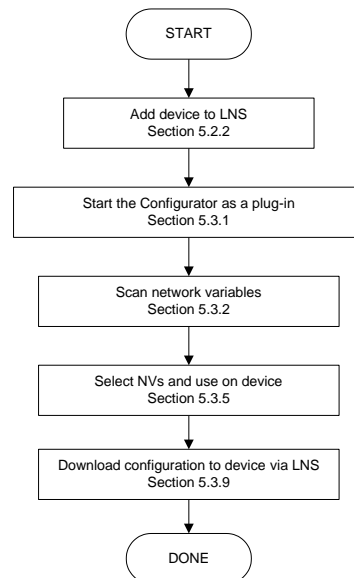 START
Add device to LNS
Section 5.2.2
Start the Configurator as a plug-in
Section 5.3.1
Scan network variables
Section 5.3.2
Select NVs and use on device
Section 5.3.5
Download configuration to device via LNS
Section 5.3.9
DONE